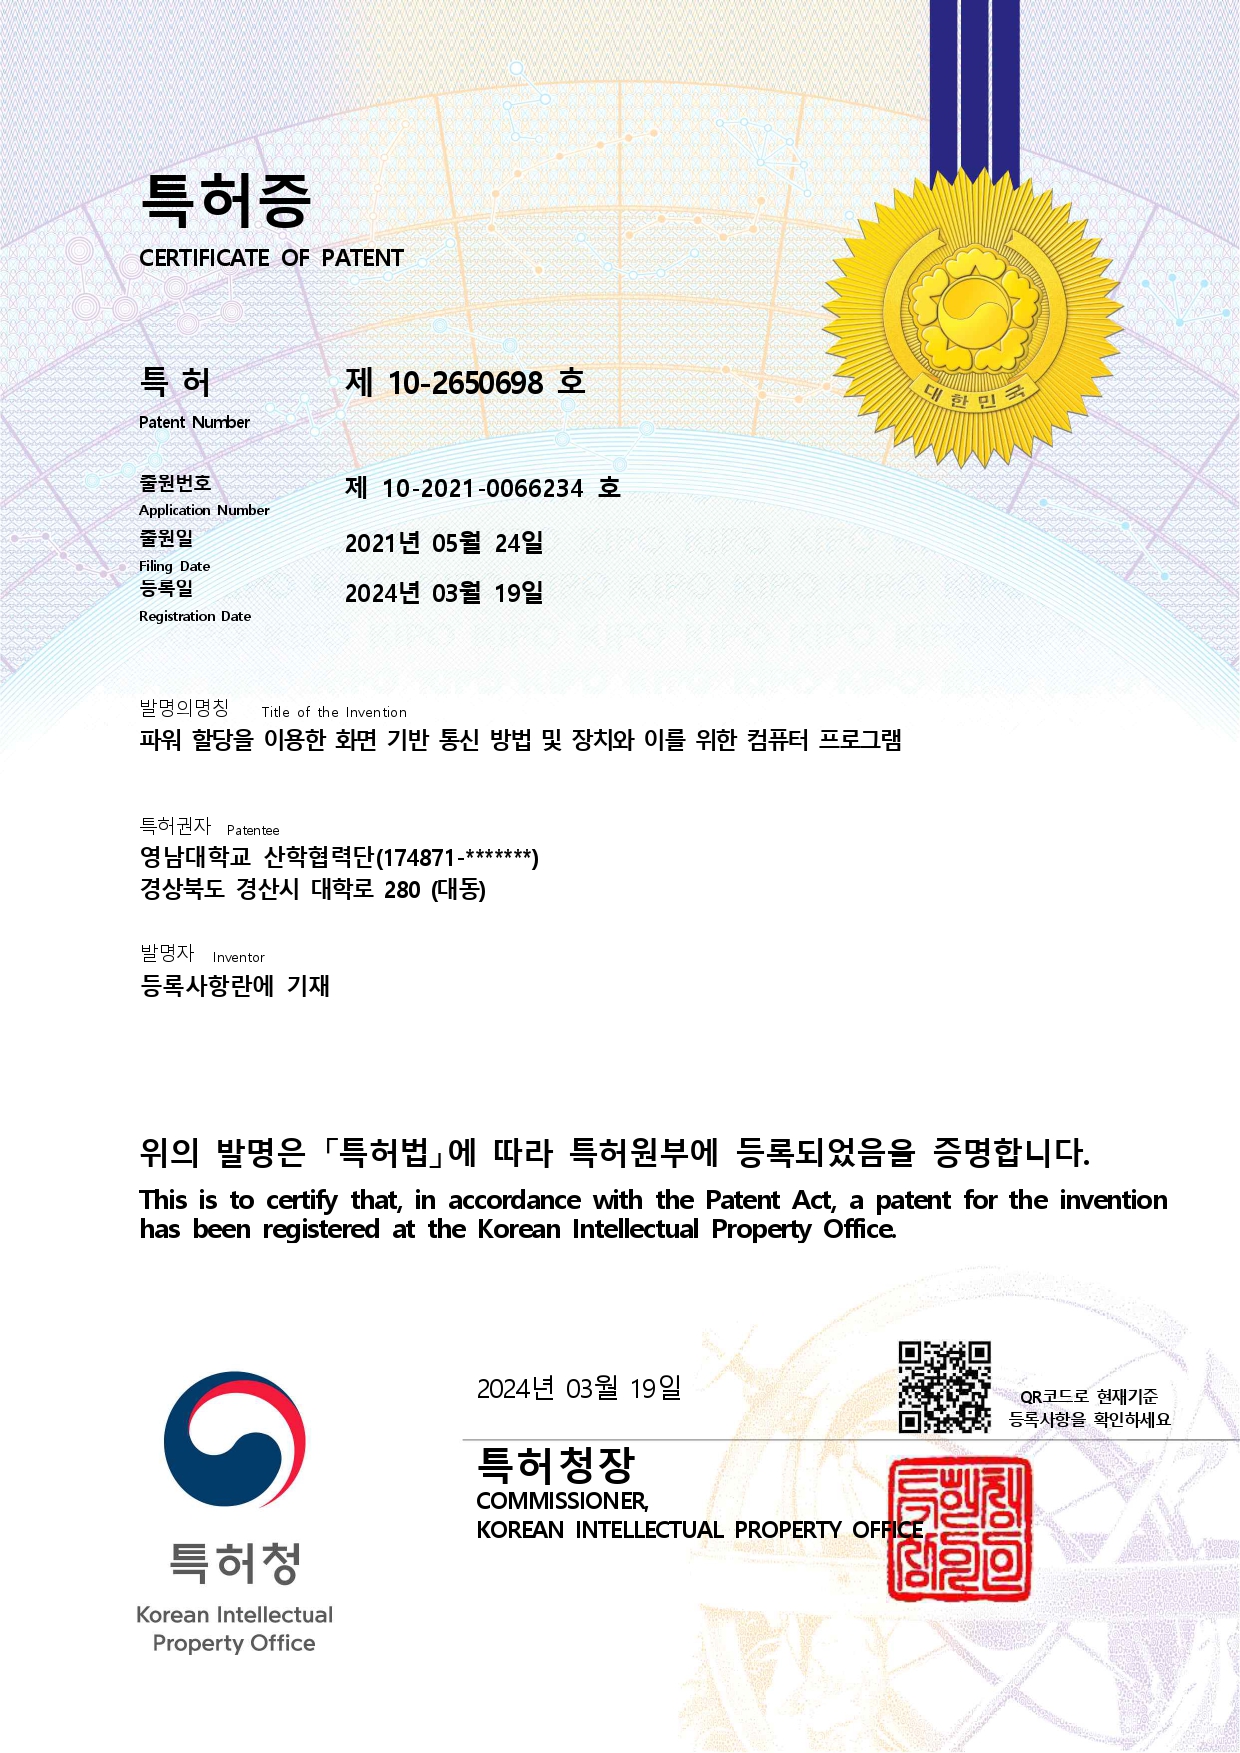 특허증
CERTIFICATE OF PATENT
대한민국
특 허 제 10-2650698 호
Patent Number
출원번호 제 10-2021-0066234 호
Application Number
출원일 2021년 05월 24일
Filing Date
등록일 2024년 03월 19일
Registration Date
발명의명칭 Title of the Invention
파워 할당을 이용한 화면 기반 통신 방법 및 장치와 이를 위한 컴퓨터 프로그램
특허권자 Patentee
영남대학교 산학협력단(174871-*******)
경상북도 경산시 대학로 280 (대동)
발명자 Inventor
등록사항란에 기재
위의 발명은 「특허법」에 따라 특허원부에 등록되었음을 증명합니다.
This is to certify that, in accordance with the Patent Act, a patent for the invention
has been registered at the Korean Intellectual Property Office.
2024년 03월 19일
QR코드로 현재기준
등록사항을 확인하세요
특허청장
COMMISSIONER,
KOREAN INTELLECTUAL PROPERTY OFFICE
특허청
Korean Intellectual
Property Office